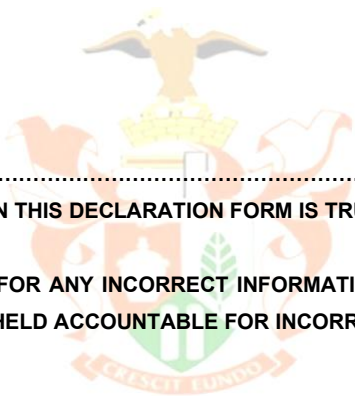 ................................................
N THIS DECLARATION FORM IS TRU
FOR ANY INCORRECT INFORMATI
HELD ACCOUNTABLE FOR INCORR
CRESCIT EUNDO